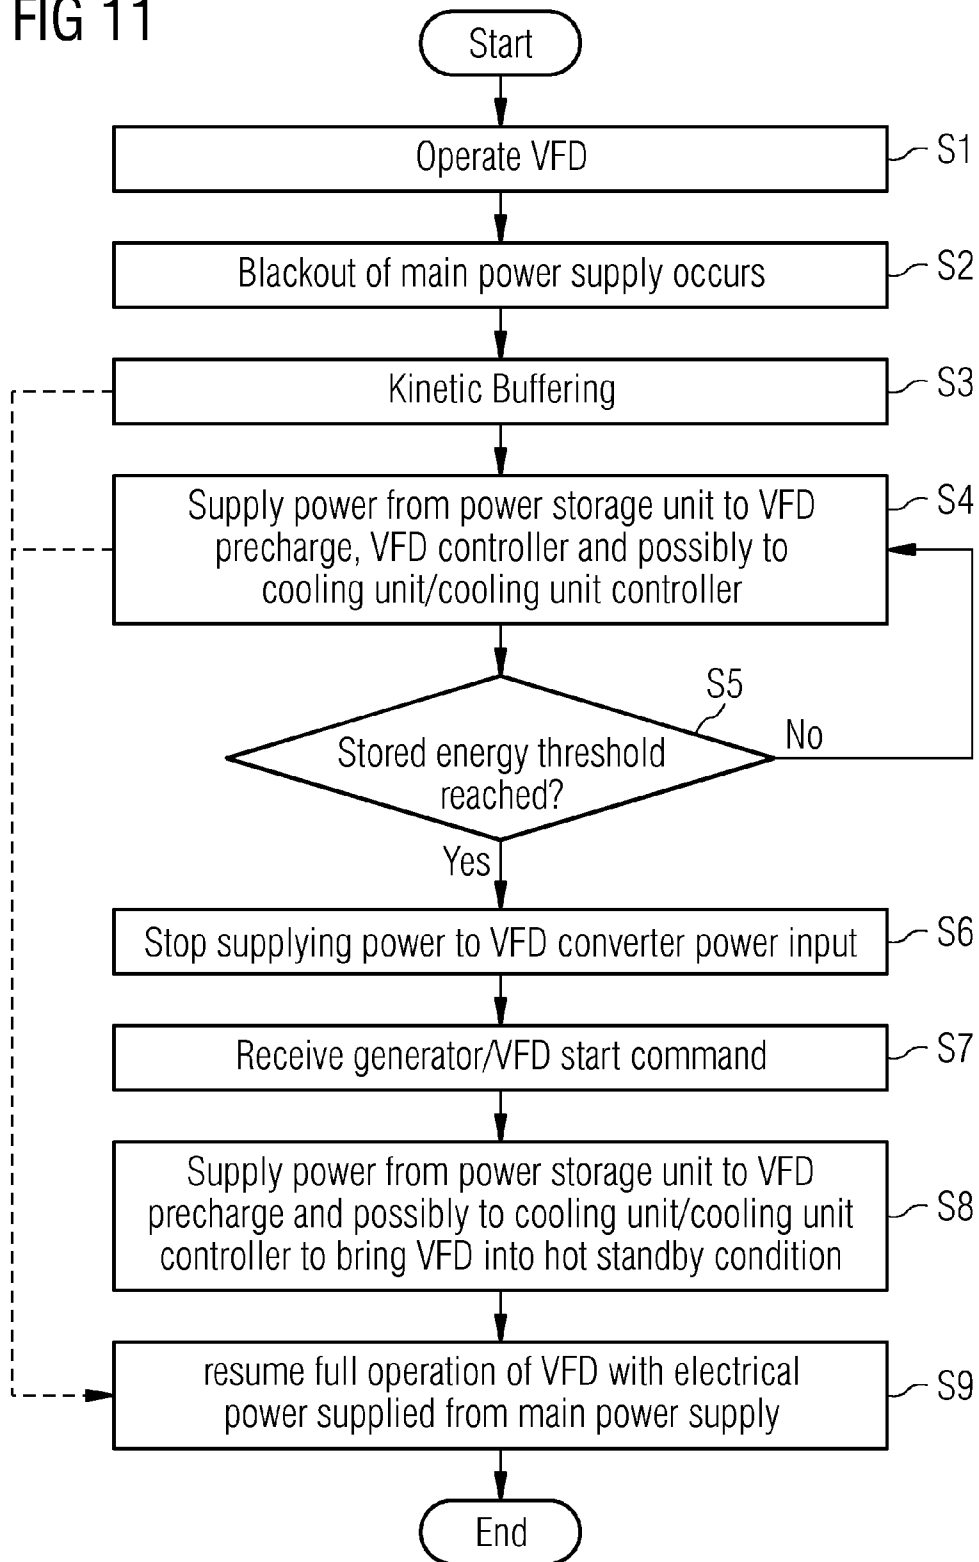 FIG 11
Start
Operate VFD
S1
Blackout of main power supply occurs
S2
Kinetic Buffering
S3
Supply power from power storage unit to VFD
precharge, VFD controller and possibly to
cooling unit/cooling unit controller
S4
S5
Stored energy threshold
reached?
No
Yes
Stop supplying power to VFD converter power input
S6
Receive generator/VFD start command
S7
Supply power from power storage unit to VFD
precharge and possibly to cooling unit/cooling unit
controller to bring VFD into hot standby condition
S8
resume full operation of VFD with electrical
power supplied from main power supply
S9
End